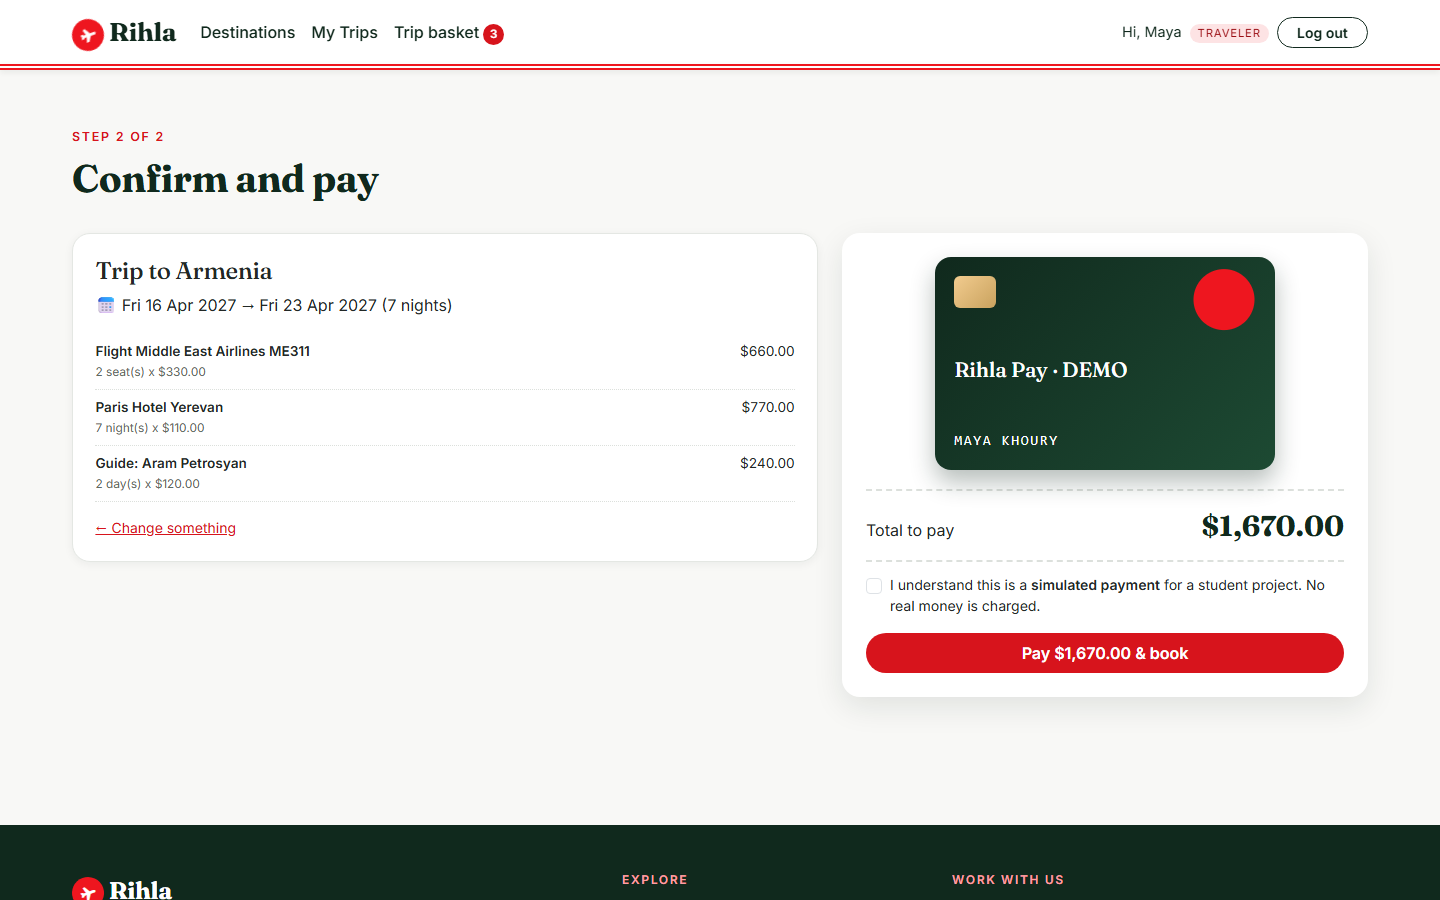 Rihla
Destinations
My Trips
Trip basket 3
Hi, Maya
TRAVELER
Log out
STEP 2 OF 2
Confirm and pay
Trip to Armenia
Fri 16 Apr 2027 → Fri 23 Apr 2027 (7 nights)
Flight Middle East Airlines ME311
$660.00
2 seat(s) x $330.00
Paris Hotel Yerevan
$770.00
7 night(s) x $110.00
Guide: Aram Petrosyan
$240.00
2 day(s) x $120.00
← Change something
Rihla Pay · DEMO
MAYA KHOURY
Total to pay
$1,670.00
I understand this is a simulated payment for a student project. No
real money is charged.
Pay $1,670.00 & book
Rihla
EXPLORE
WORK WITH US